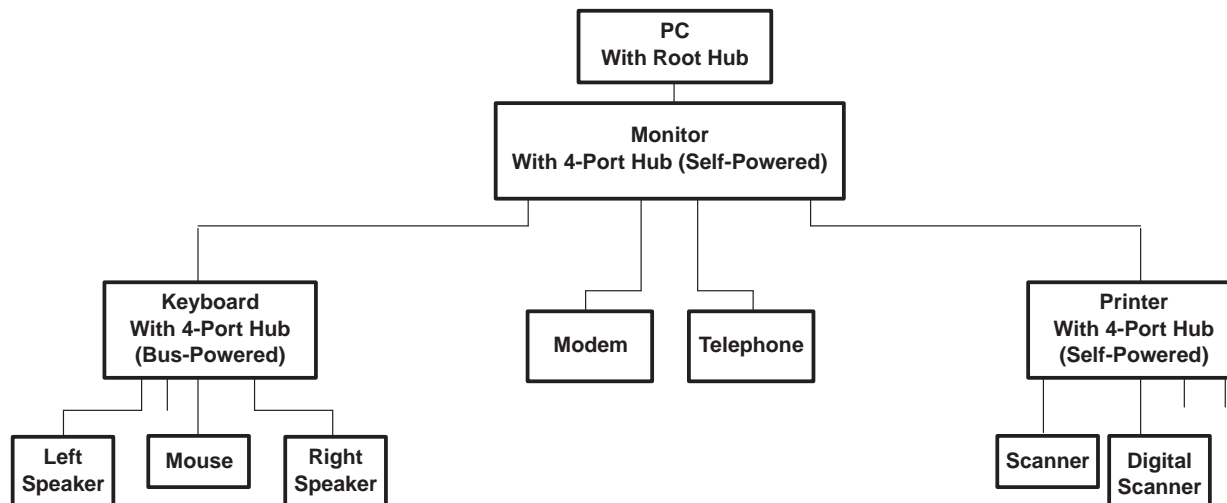 PC
With Root Hub
Monitor
With 4-Port Hub (Self-Powered)
Keyboard
With 4-Port Hub
(Bus-Powered)
Modem
Telephone
Printer
With 4-Port Hub
(Self-Powered)
Left
Speaker
Mouse
Right
Speaker
Scanner
Digital
Scanner